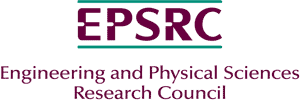 EPSRC
Engineering and Physical Sciences
Research Council